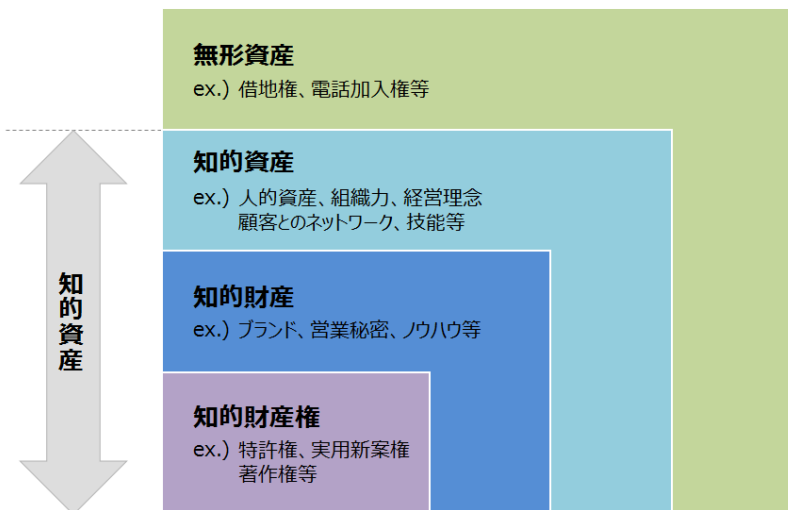 無形資産
ex.) 借地権、電話加入権等
知的資産
ex.) 人的資産、組織力、経営理念
顧客とのネットワーク、技能等
知的資産
知的財産
ex.) ブランド、営業秘密、ノウハウ等
知的財産権
ex.) 特許権、実用新案権
著作権等